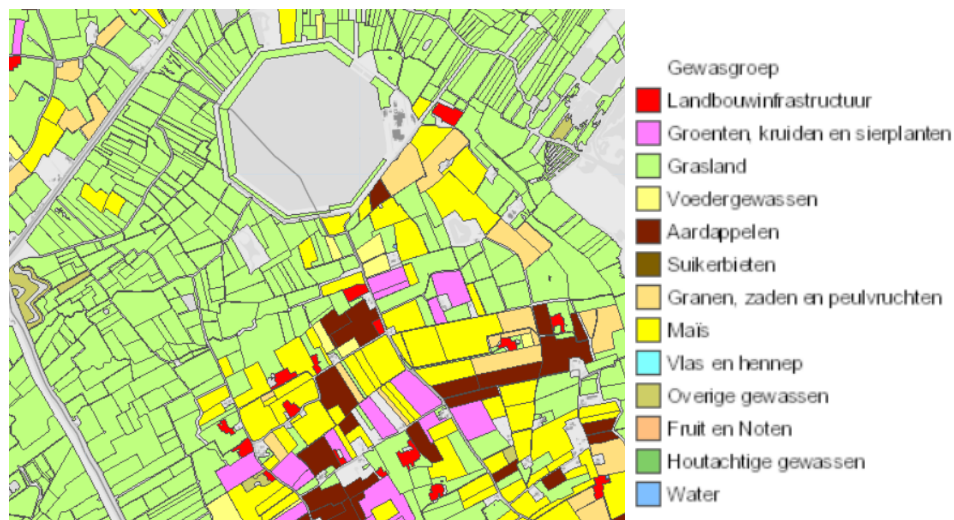 Gewasgroep
Landbouwinfrastructuur
Groenten, kruiden en sierplanten
Grasland
Voedergewassen
Aardappelen
Suikerbieten
Granen, zaden en peulvruchten
Maïs
Vlas en hennep
Overige gewassen
Fruit en Noten
Houtachtige gewassen
Water